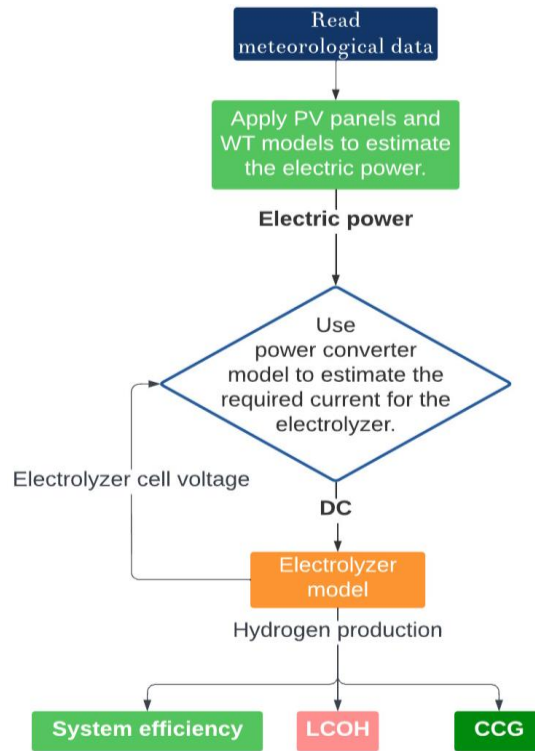 Read
meteorological data
Apply PV panels and
WT models to estimate
the electric power.
Electric power
Use
power converter
model to estimate the
required current for the
electrolyzer.
Electrolyzer cell voltage
DC
Electrolyzer
model
Hydrogen production
System efficiency
LCOH
CCG